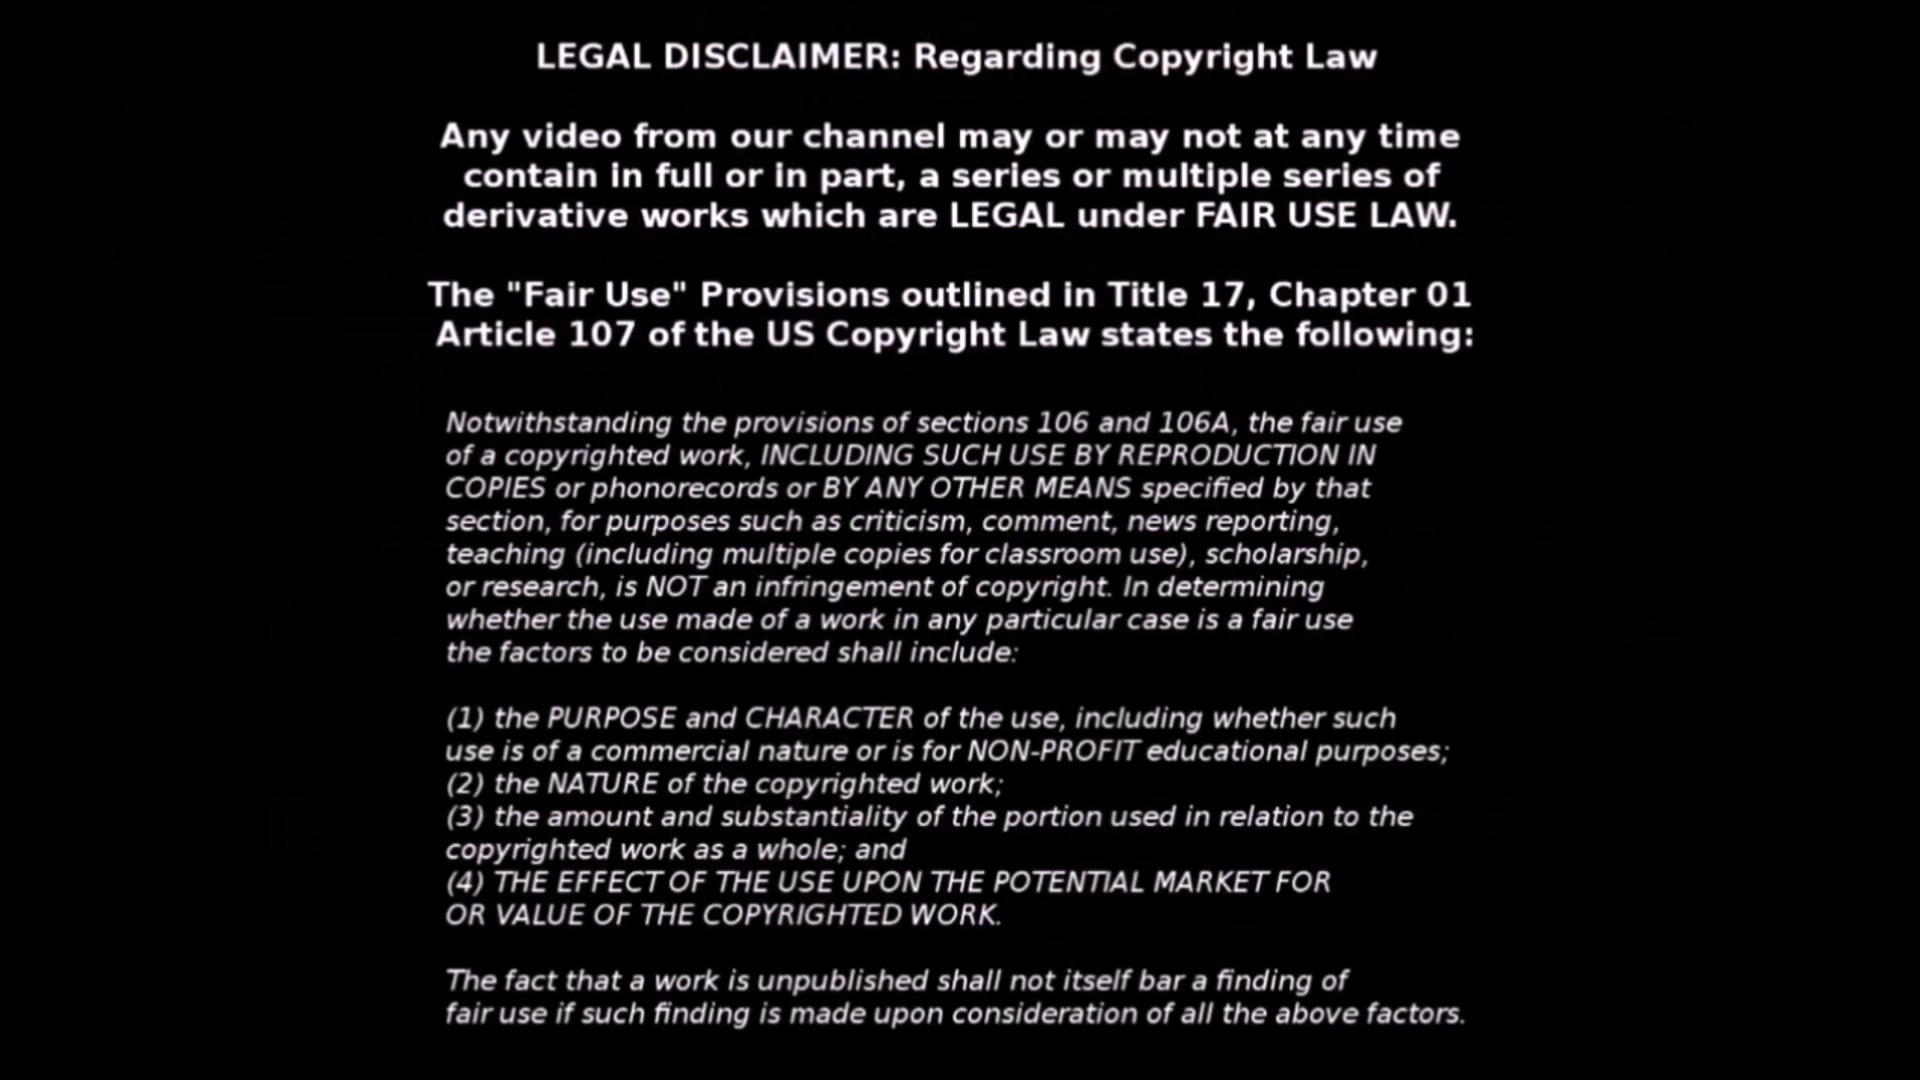 LEGAL DISCLAIMER: Regarding Copyright Law
Any video from our channel may or may not at any time
contain in full or in part, a series or multiple series of
derivative works which are LEGAL under FAIR USE LAW.
The "Fair Use" Provisions outlined in Title 17, Chapter 01
Article 107 of the US Copyright Law states the following:
Notwithstanding the provisions of sections 106 and 106A, the fair use
of a copyrighted work, INCLUDING SUCH USE BY REPRODUCTION IN
COPIES or phonorecords or BY ANY OTHER MEANS specified by that
section, for purposes such as criticism, comment, news reporting,
teaching (including multiple copies for classroom use), scholarship,
or research, is NOT an infringement of copyright. In determining
whether the use made of a work in any particular case is a fair use
the factors to be considered shall include:
(1) the PURPOSE and CHARACTER of the use, including whether such
use is of a commercial nature or is for NON-PROFIT educational purposes;
(2) the NATURE of the copyrighted work;
(3) the amount and substantiality of the portion used in relation to the
copyrighted work as a whole; and
(4) THE EFFECT OF THE USE UPON THE POTENTIAL MARKET FOR
OR VALUE OF THE COPYRIGHTED WORK.
The fact that a work is unpublished shall not itself bar a finding of
fair use if such finding is made upon consideration of all the above factors.